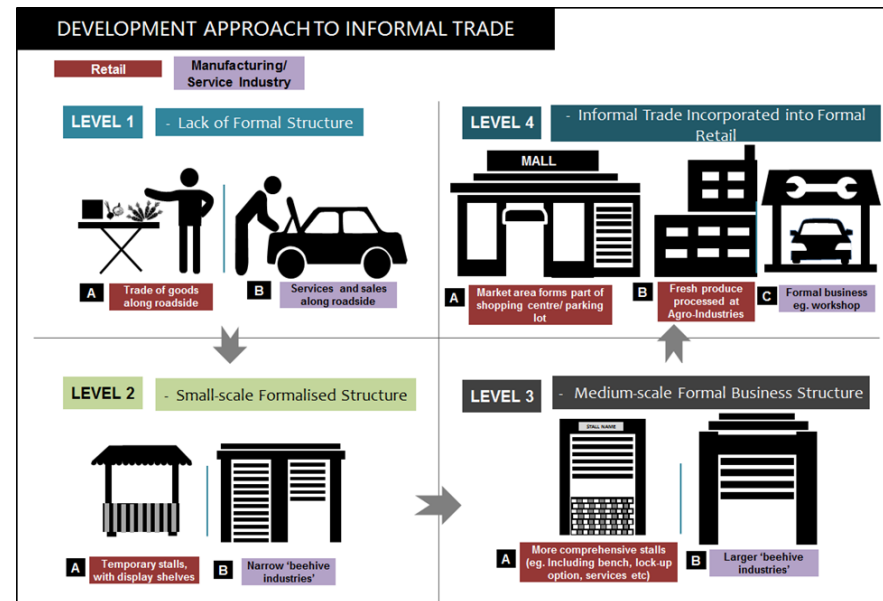 DEVELOPMENT APPROACH TO INFORMAL TRADE
Retail
Manufacturing/
Service Industry
LEVEL 1
- Lack of Formal Structure
A
Trade of goods
along roadside
B
Services and sales
along roadside
LEVEL 4
- Informal Trade Incorporated into Formal
Retail
MALL
A
Market area forms part of
shopping centre/ parking
lot
B
Fresh produce
processed at
Agro-Industries
C
Formal business
eg. workshop
LEVEL 2
- Small-scale Formalised Structure
A
Temporary stalls,
with display shelves
B
Narrow 'beehive
industries'
LEVEL 3
- Medium-scale Formal Business Structure
STALL NAME
A
More comprehensive stalls
(eg. Including bench, lock-up
option, services etc)
B
Larger 'beehive
industries'